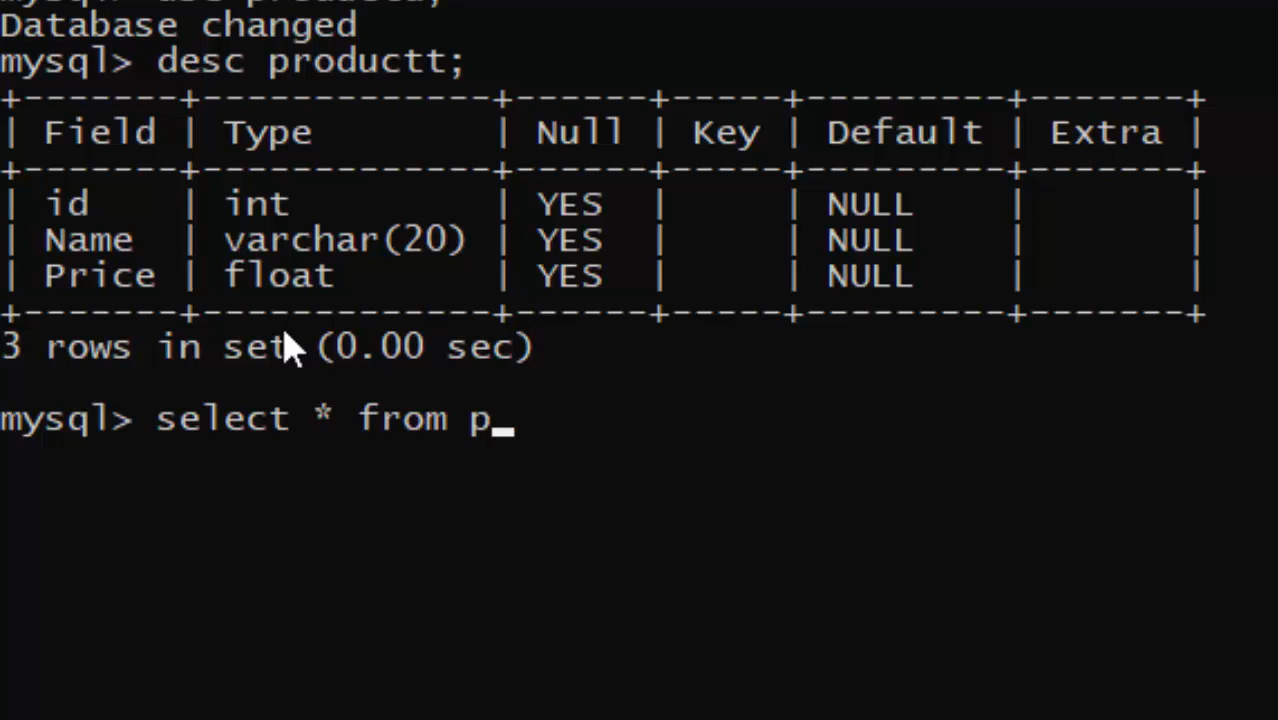 Database changed
mysql> desc productt;
+-------+-------------+------+-----+---------+-------+
| Field | Type        | Null | Key | Default | Extra |
+-------+-------------+------+-----+---------+-------+
| id    | int         | YES  |     | NULL    |       |
| Name  | varchar(20) | YES  |     | NULL    |       |
| Price | float       | YES  |     | NULL    |       |
+-------+-------------+------+-----+---------+-------+
3 rows in set (0.00 sec)
mysql> select * from p